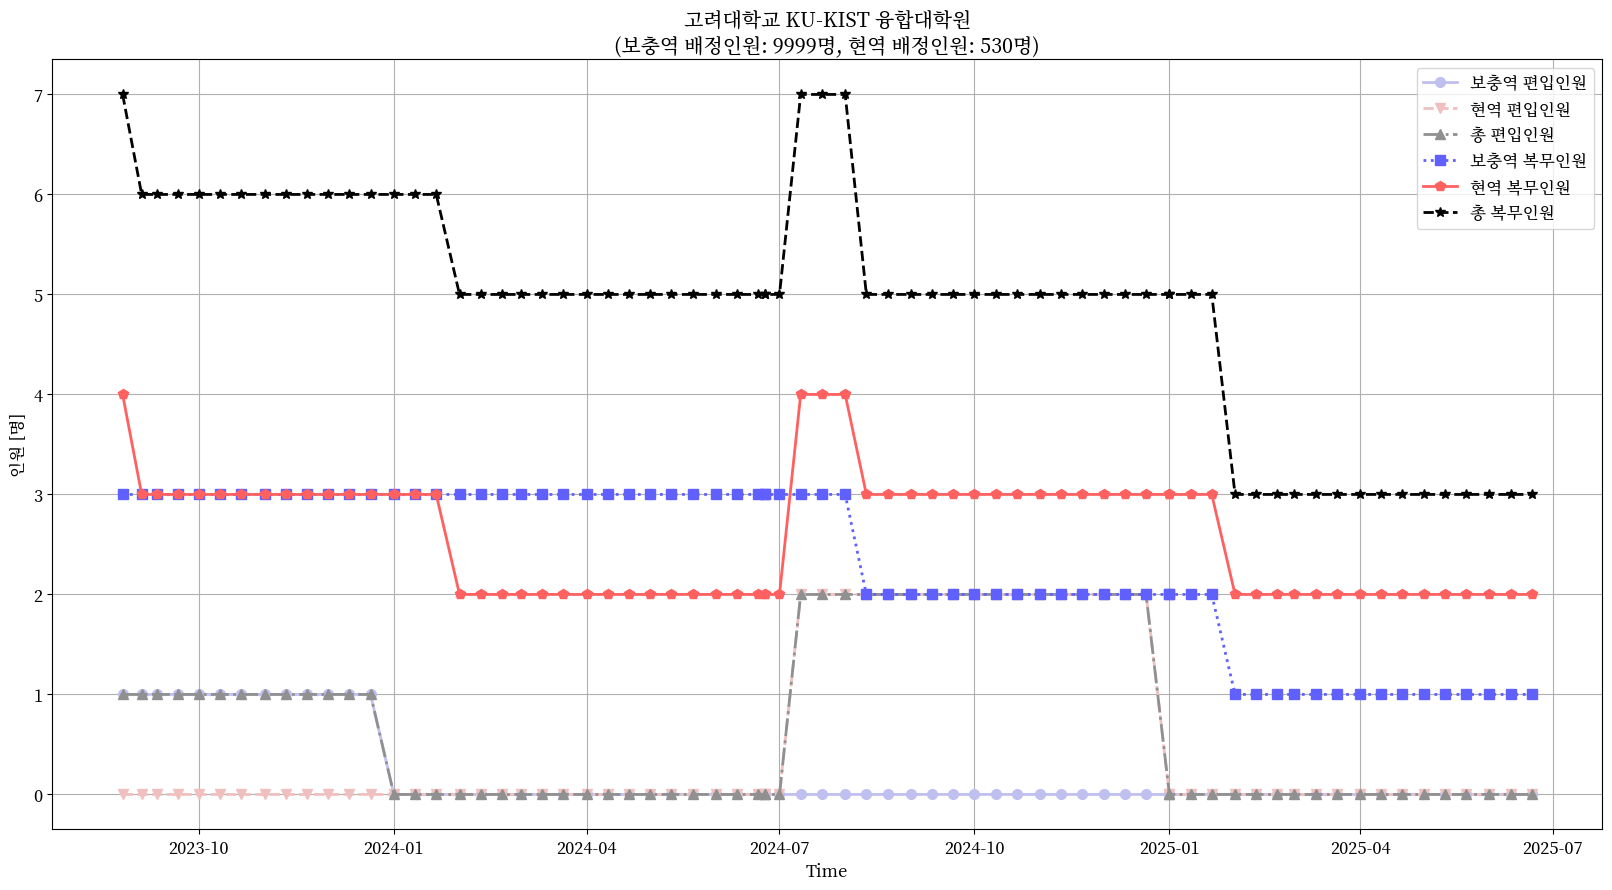 고려대학교 KU-KIST 융합대학원
(보충역 배정인원: 9999명, 현역 배정인원: 530명)
보충역 편입인원
현역 편입인원
총 편입인원
보충역 복무인원
현역 복무인원
총 복무인원
인원 [명]
7
6
5
4
3
2
1
0
2023-10
2024-01
2024-04
2024-07
2024-10
2025-01
2025-04
2025-07
Time